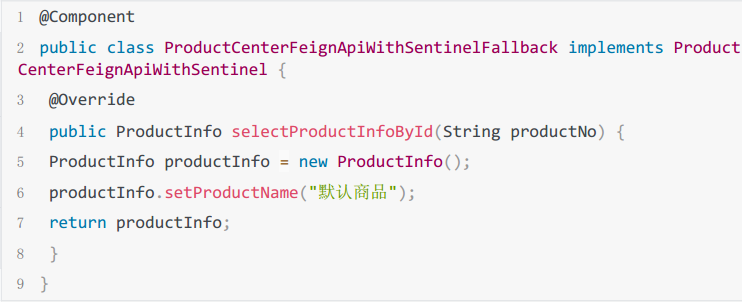 1 @Component
2 public class ProductCenterFeignApiWithSentinelFallback implements Product
CenterFeignApiWithSentinel {
3 @Override
4 public ProductInfo selectProductInfoById(String productNo) {
5 ProductInfo productInfo = new ProductInfo();
6 productInfo.setProductName("默认商品");
7 return productInfo;
8 }
9 }